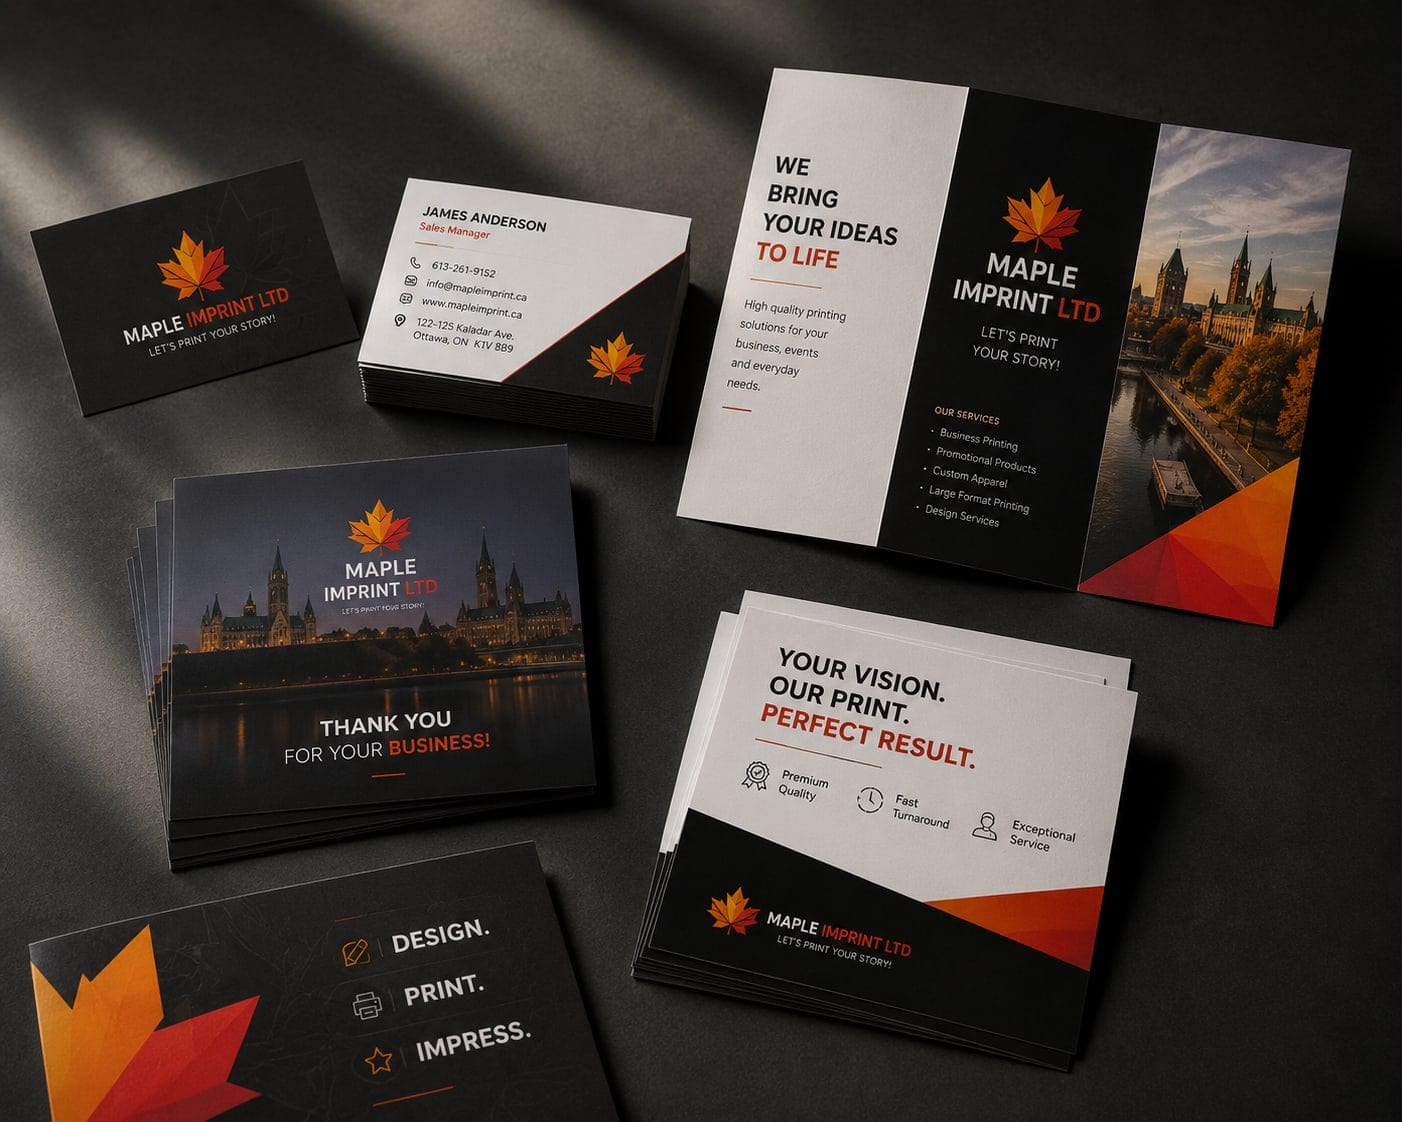 MAPLE IMPRINT LTD
LET'S PRINT YOUR STORY!
JAMES ANDERSON
Sales Manager
613-261-9152
info@mapleimprint.ca
www.mapleimprint.ca
122-125 Kaladar Ave.
Ottawa, ON K1V 8B9
WE
BRING
YOUR IDEAS
TO LIFE
High quality printing
solutions for your
business, events
and everyday
needs.
MAPLE
IMPRINT LTD
LET'S PRINT
YOUR STORY!
OUR SERVICES
• Business Printing
• Promotional Products
• Custom Apparel
• Large Format Printing
• Design Services
MAPLE
IMPRINT LTD
LET'S PRINT YOUR STORY!
THANK YOU
FOR YOUR BUSINESS!
YOUR VISION.
OUR PRINT.
PERFECT RESULT.
Premium
Quality
Fast
Turnaround
Exceptional
Service
MAPLE IMPRINT LTD
LET'S PRINT YOUR STORY!
DESIGN.
PRINT.
IMPRESS.